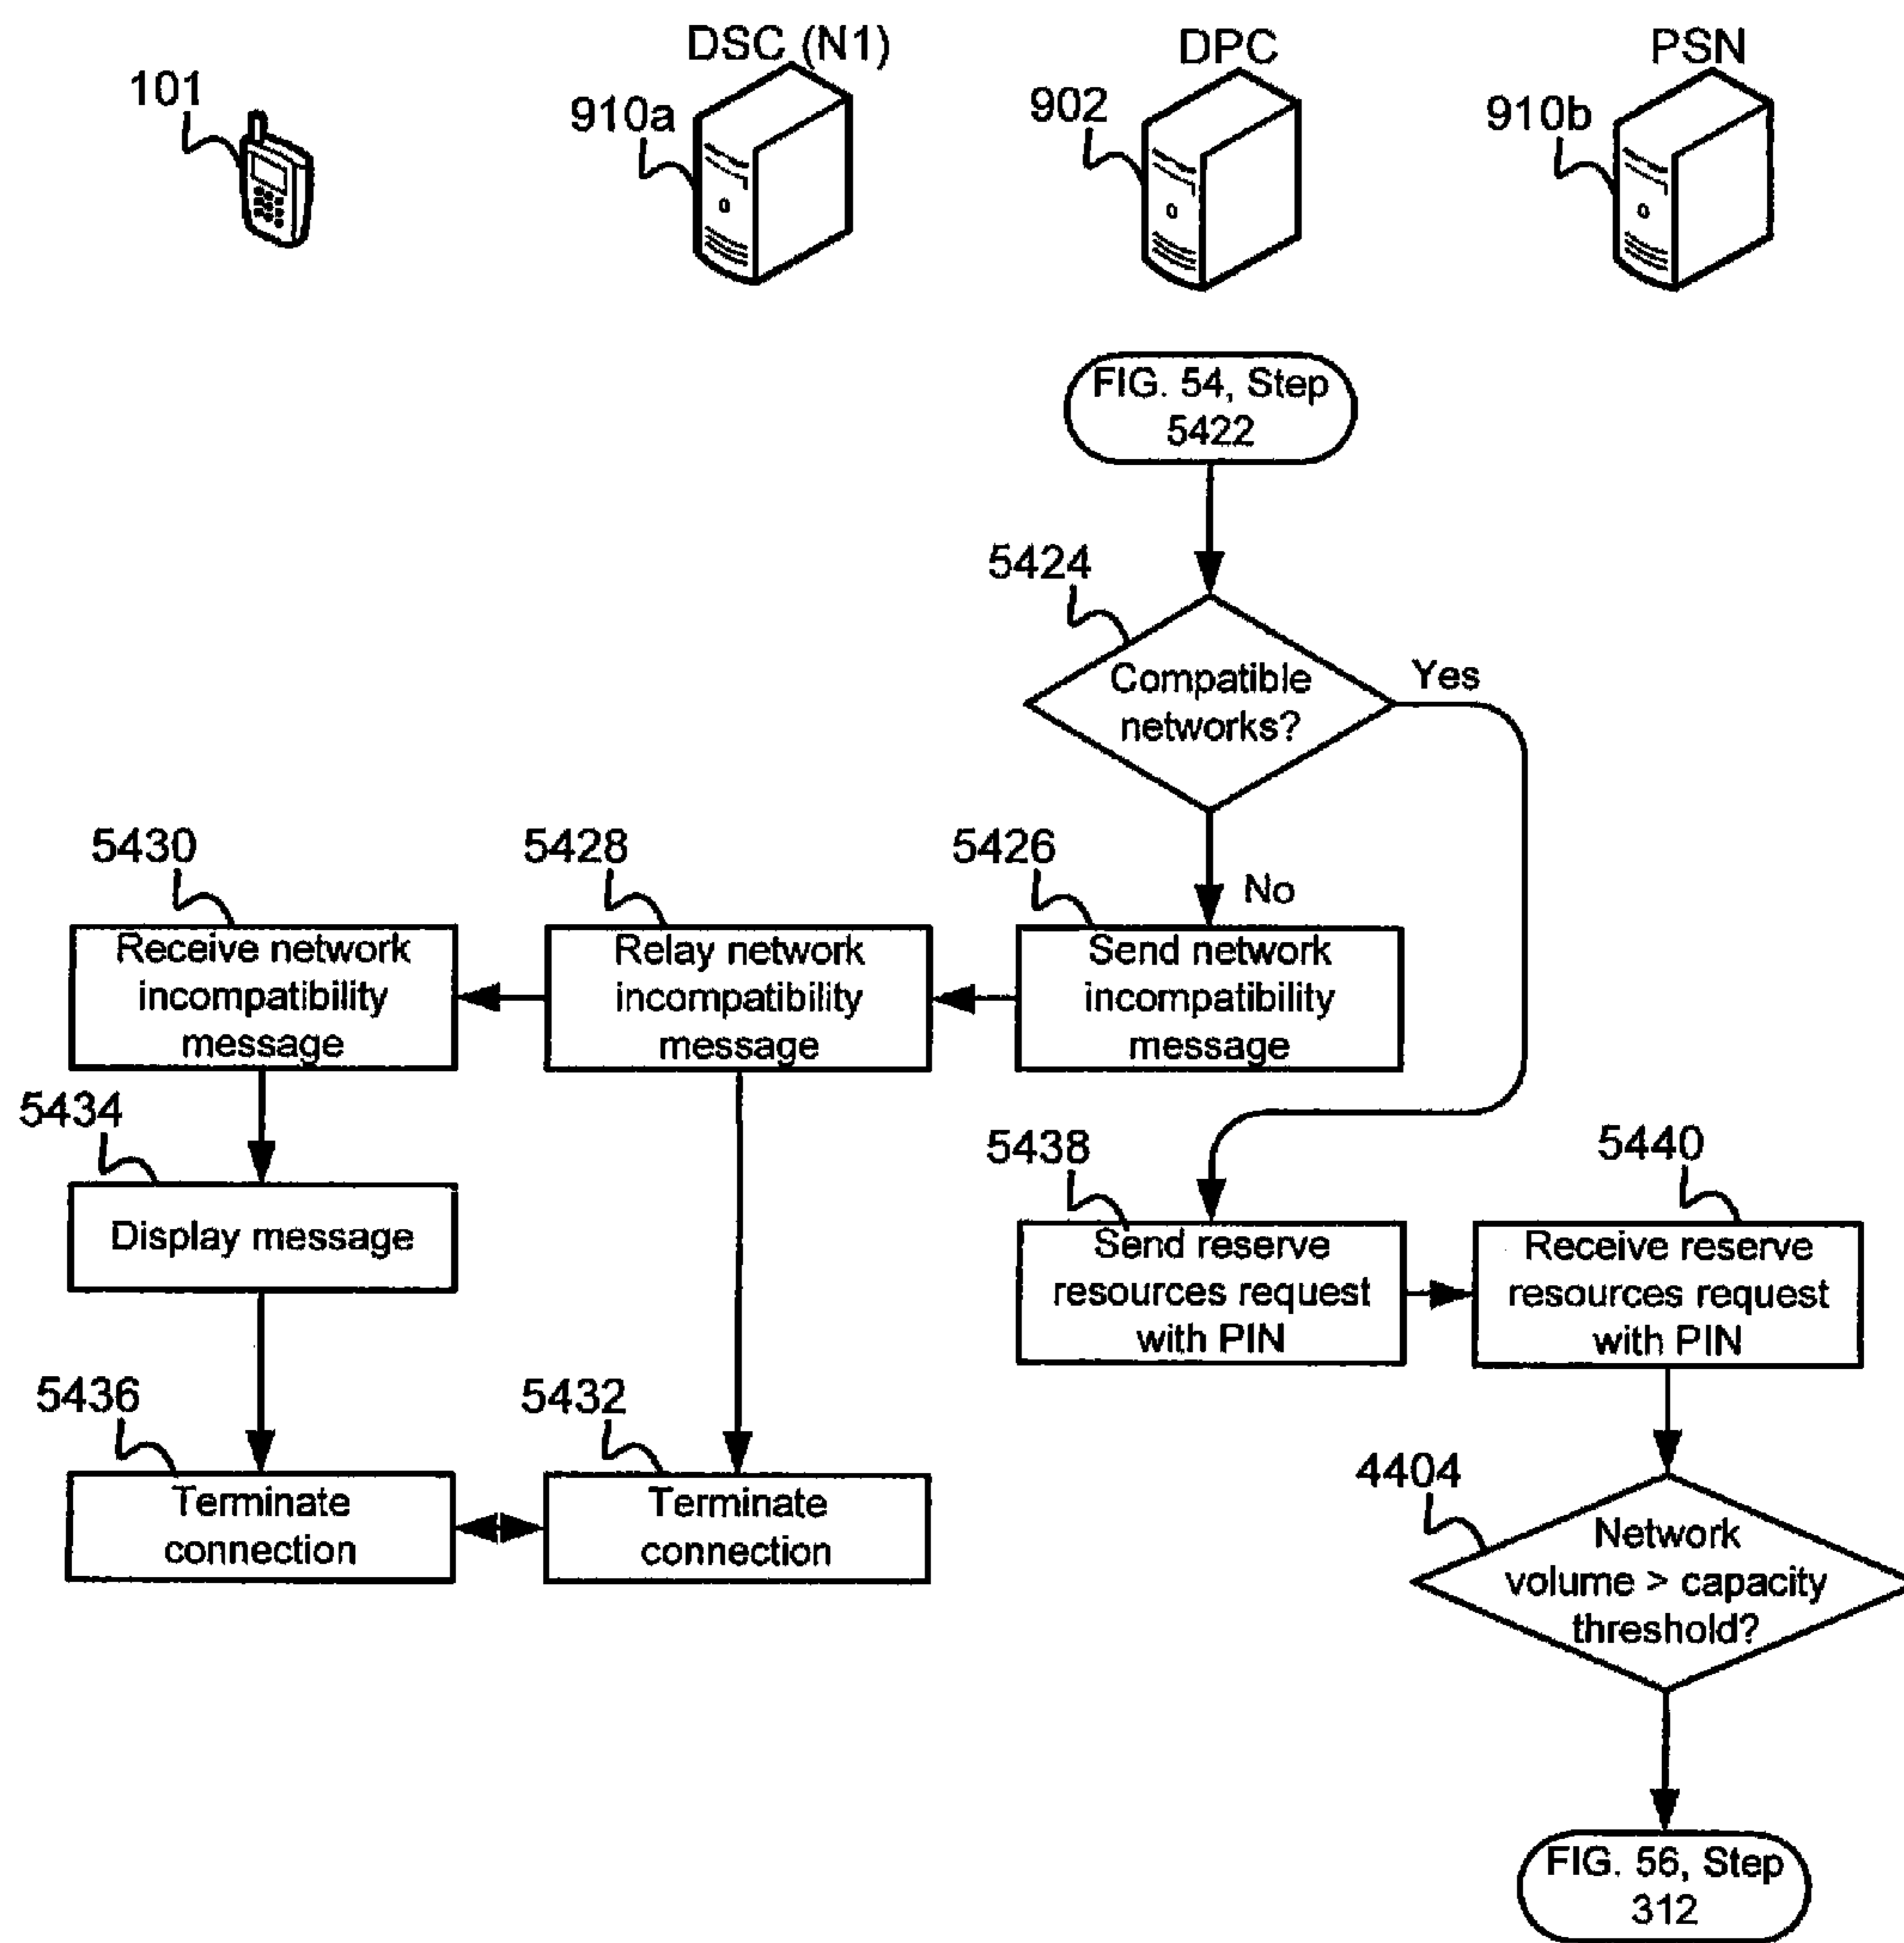 DSC (N1)
DPC
PSN
101
910a
902
910b
FIG. 54, Step
5422
5424
Compatible
networks?
Yes
No
5430
5428
5426
Receive network
incompatibility
message
Relay network
incompatibility
message
Send network
incompatibility
message
5434
Display message
5438
Send reserve
resources request
with PIN
5440
Receive reserve
resources request
with PIN
5436
Terminate
connection
5432
Terminate
connection
4404
Network
volume > capacity
threshold?
FIG. 56, Step
312